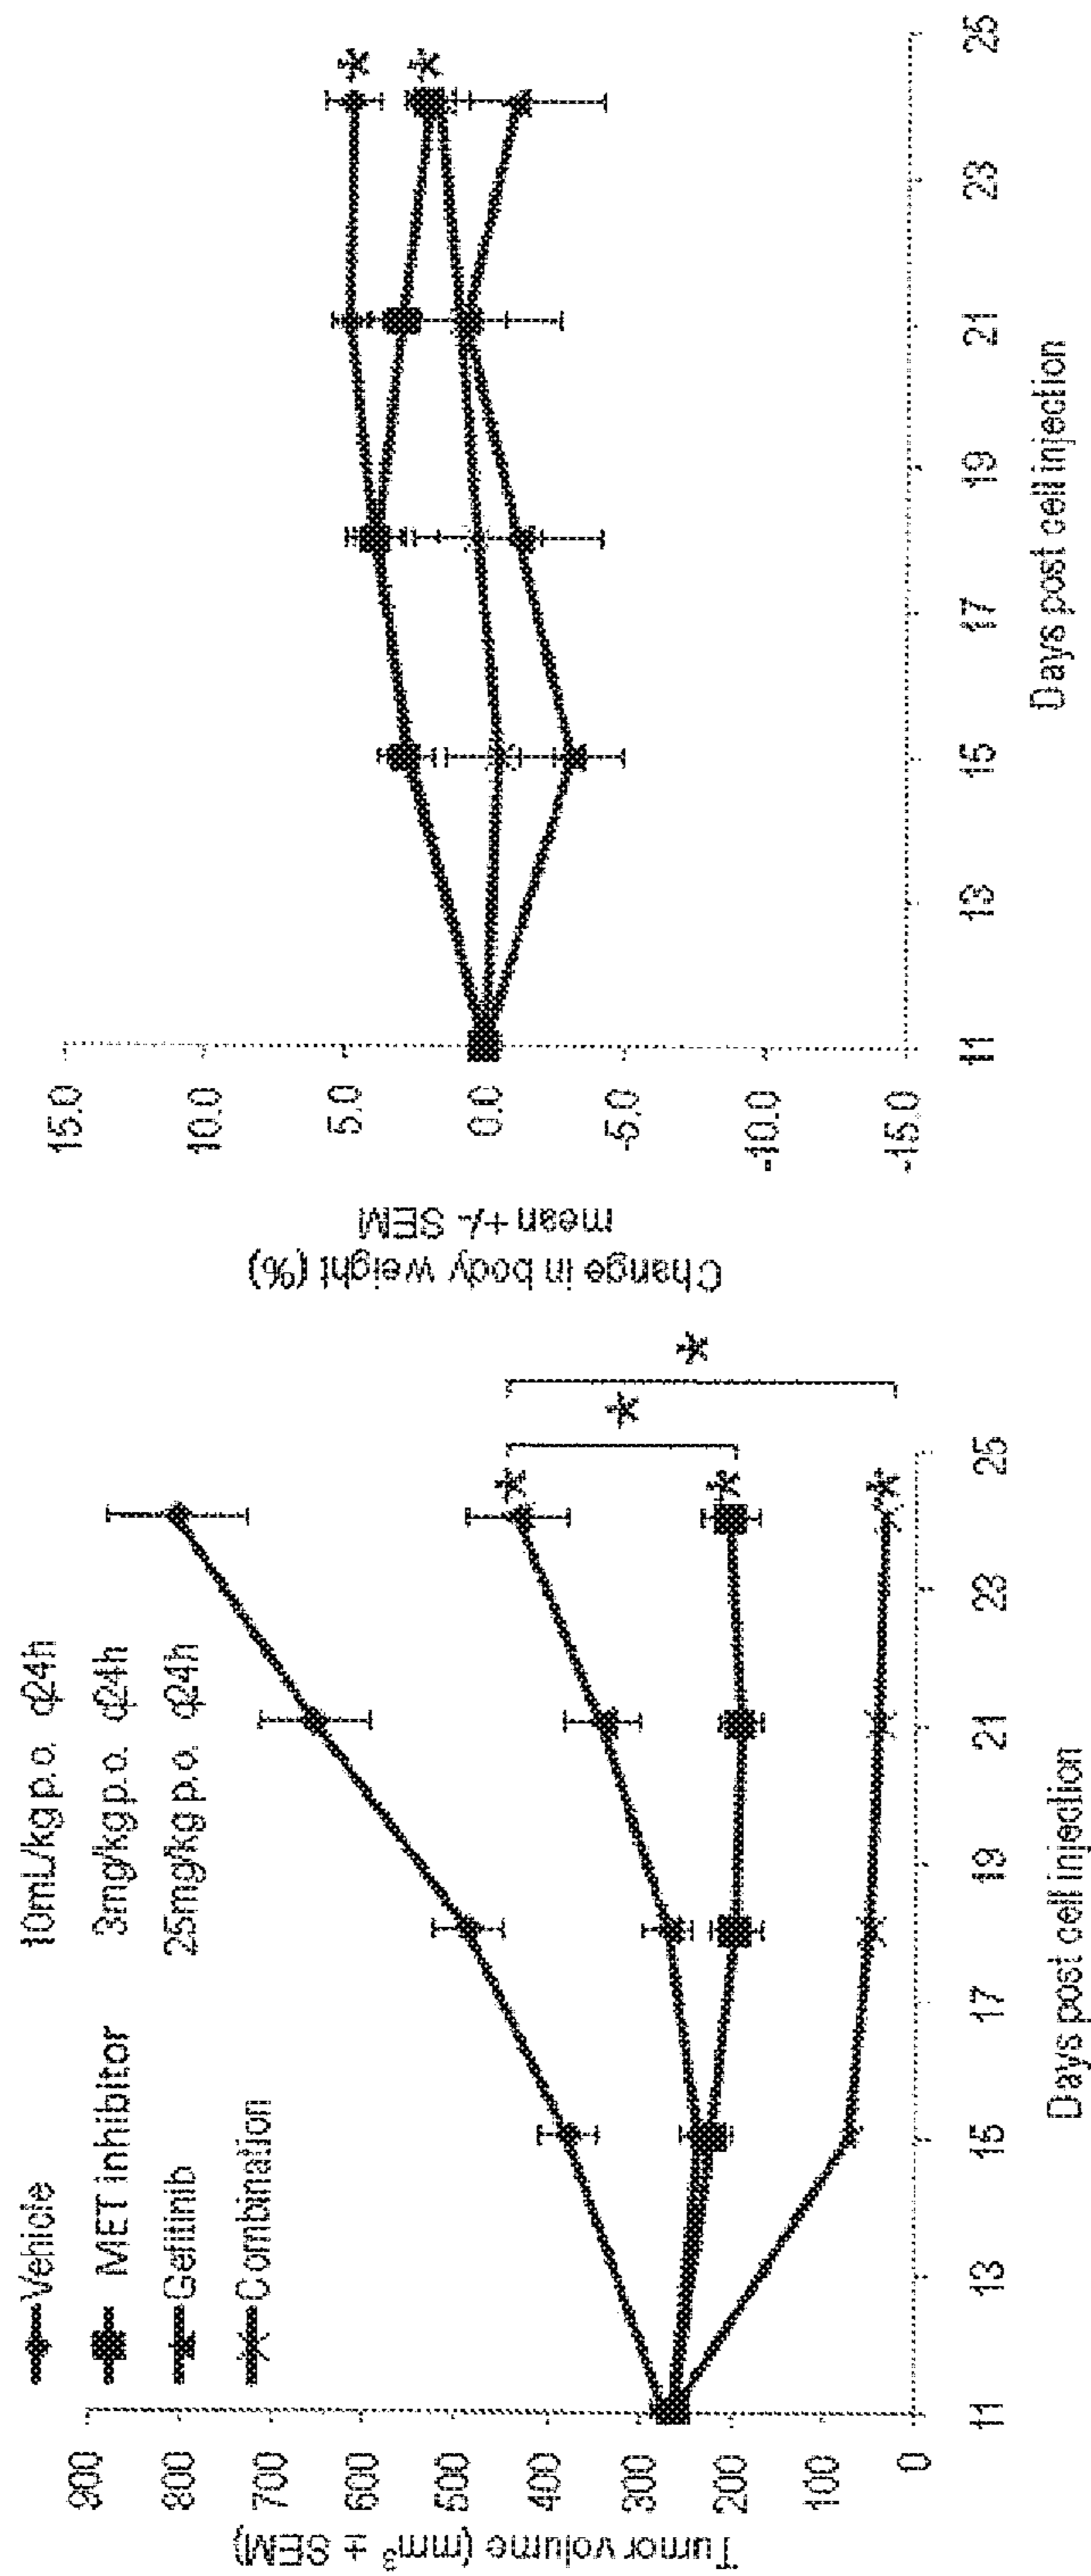 Vehicle 10mL/kg p.o. q24h
MET inhibitor 3mg/kg p.o. q24h
Gefitinib 25mg/kg p.o. q24h
Combination
Tumor volume (mm³ ± SEM)
900
800
700
600
500
400
300
200
100
0
11 13 15 17 19 21 23 25
Days post cell injection
*
*
*
*
*
Change in body weight (%)
mean +/- SEM
15.0
10.0
5.0
0.0
-5.0
-10.0
-15.0
11 13 15 17 19 21 23 25
Days post cell injection
*
*